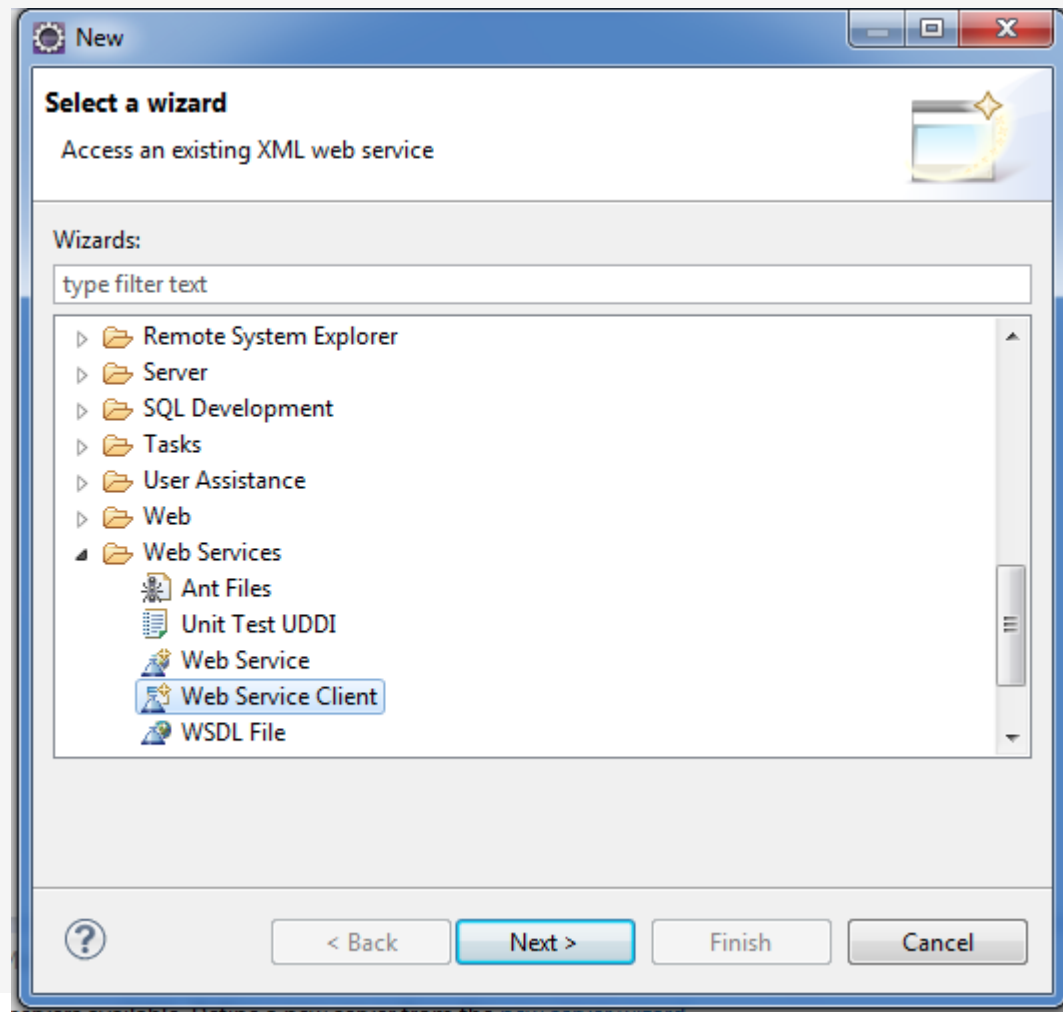 New
Select a wizard
Access an existing XML web service
Wizards:
type filter text
Remote System Explorer
Server
SQL Development
Tasks
User Assistance
Web
Web Services
Ant Files
Unit Test UDDI
Web Service
Web Service Client
WSDL File
?
< Back Next > Finish Cancel